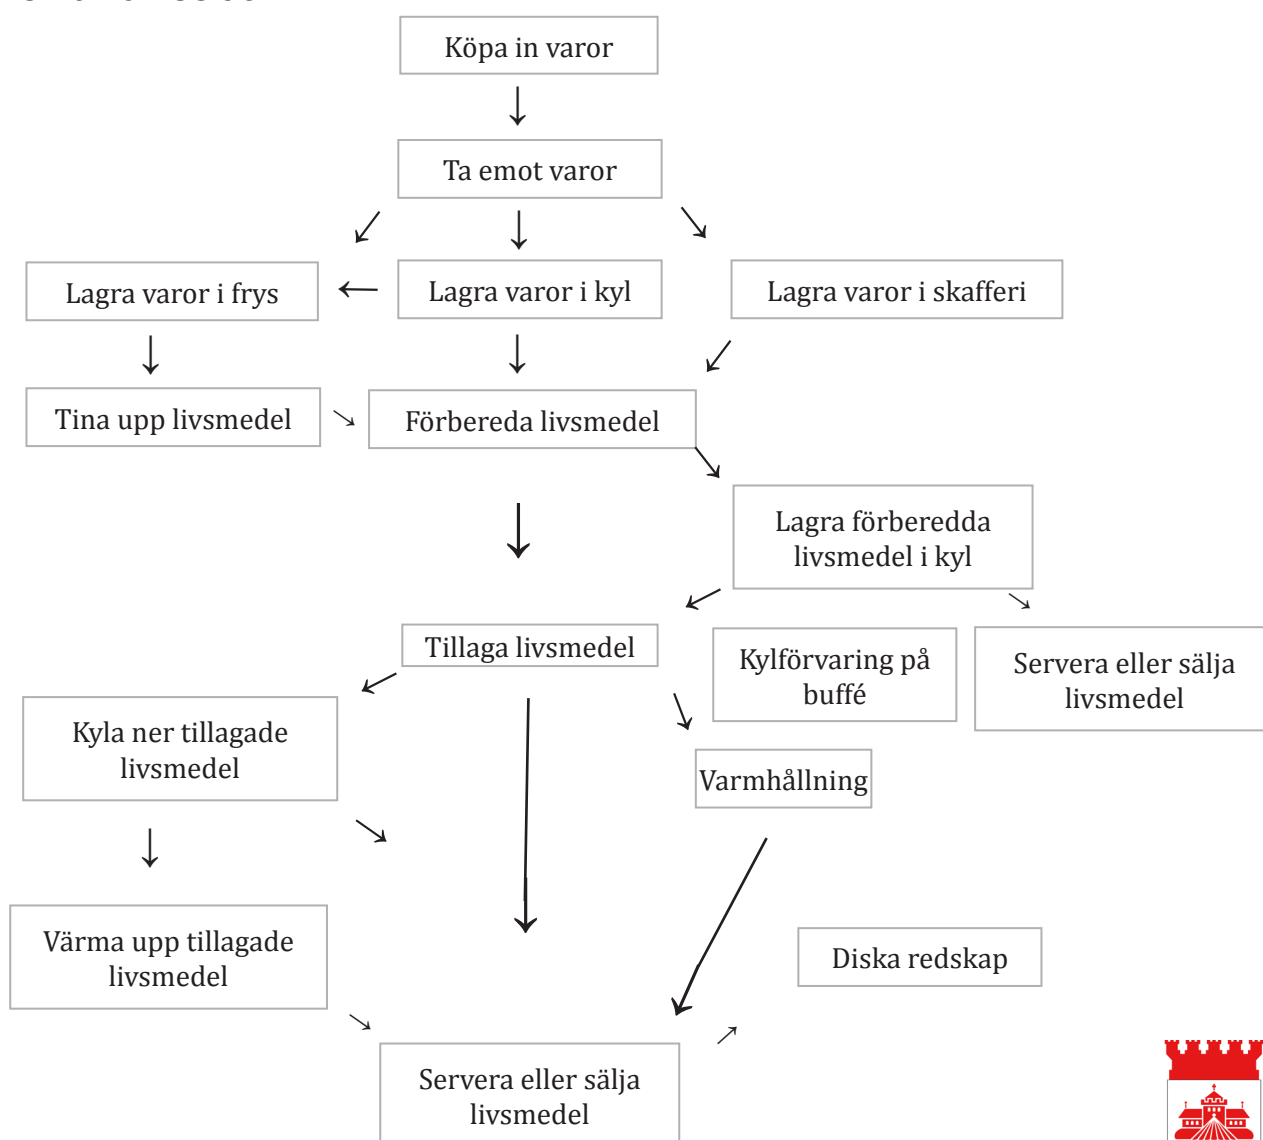 Köpa in varor
Ta emot varor
Lagra varor i frys
Lagra varor i kyl
Lagra varor i skafferi
Tina upp livsmedel
Förbereda livsmedel
Lagra förberedda
livsmedel i kyl
Tillaga livsmedel
Kylförvaring på
buffé
Servera eller sälja
livsmedel
Kyla ner tillagade
livsmedel
Varmhållning
Värma upp tillagade
livsmedel
Diska redskap
Servera eller sälja
livsmedel